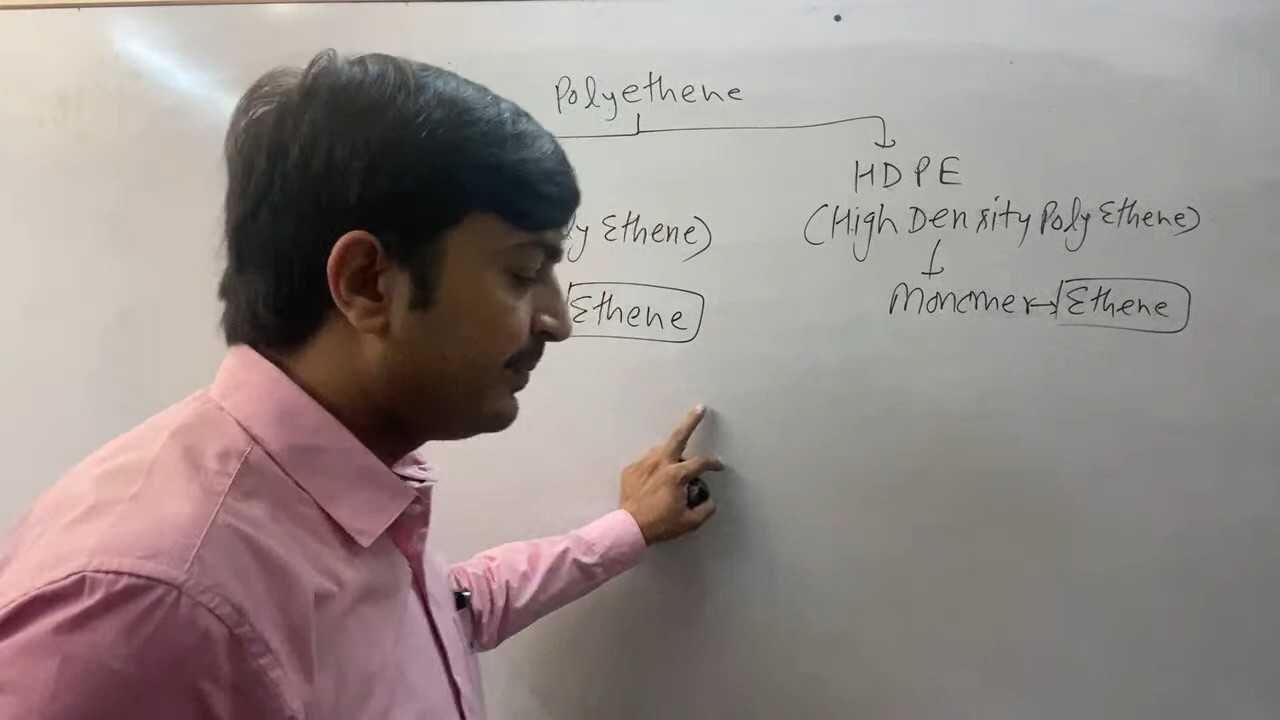 Polyethene
HDPE
y Ethene) (High Density Poly Ethene)
Ethene Monomer→ Ethene